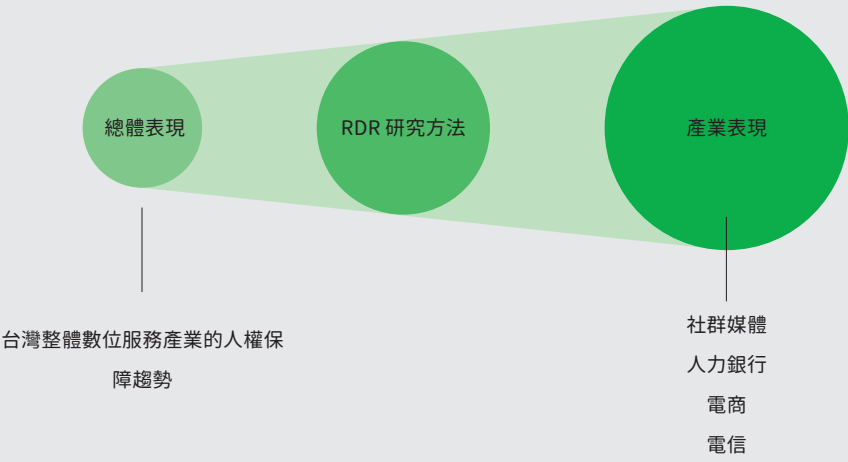 總體表現
RDR 研究方法
產業表現
台灣整體數位服務產業的人權保
障趨勢
社群媒體
人力銀行
電商
電信